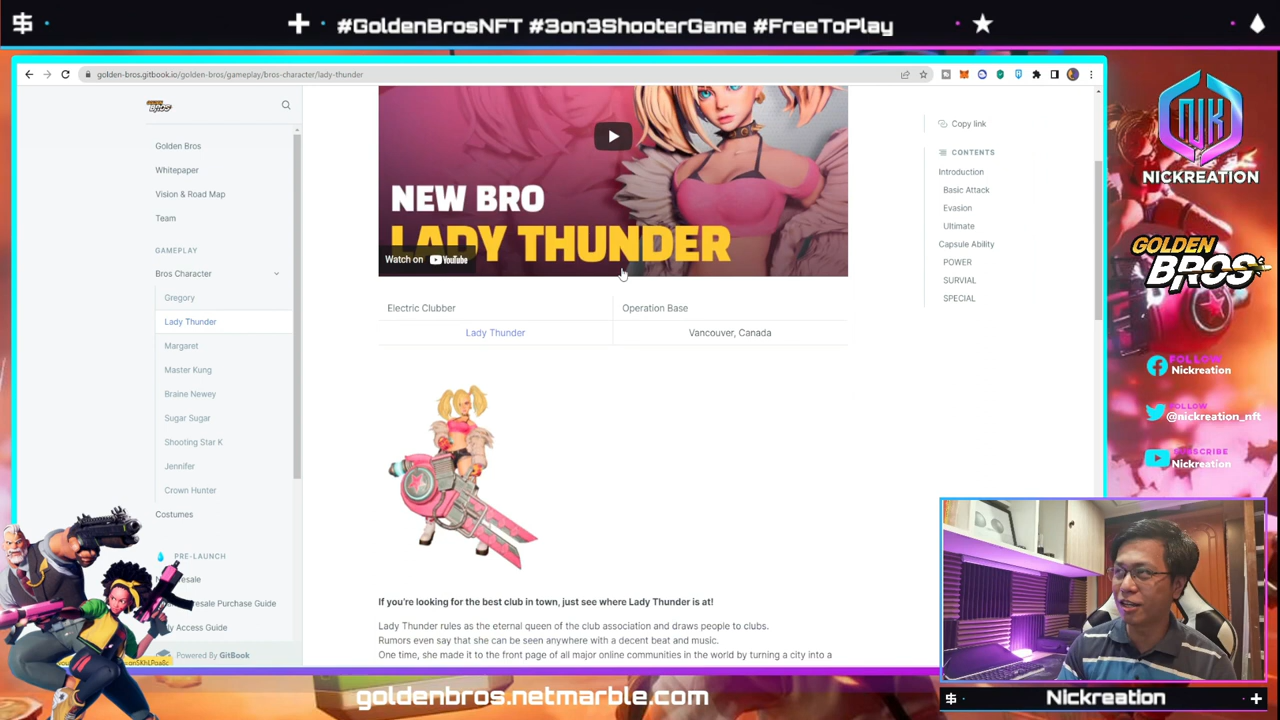 #GoldenBrosNFT #3on3ShooterGame #FreeToPlay
golden-bros.gitbook.io/golden-bros/gameplay/bros-character/lady-thunder
GOLDEN BROS
Golden Bros
Whitepaper
Vision & Road Map
Team
GAMEPLAY
Bros Character
Gregory
Lady Thunder
Margaret
Master Kung
Braine Newey
Sugar Sugar
Shooting Star K
Jennifer
Crown Hunter
Costumes
PRE-LAUNCH
resale Purchase Guide
Access Guide
Powered By GitBook
NEW BRO
LADY THUNDER
Watch on YouTube
Electric Clubber
Operation Base
Lady Thunder
Vancouver, Canada
If you're looking for the best club in town, just see where Lady Thunder is at!
Lady Thunder rules as the eternal queen of the club association and draws people to clubs.
Rumors even say that she can be seen anywhere with a decent beat and music.
One time, she made it to the front page of all major online communities in the world by turning a city into a
Copy link
CONTENTS
Introduction
Basic Attack
Evasion
Ultimate
Capsule Ability
POWER
SURVIAL
SPECIAL
NICKREATION
GOLDEN
BROS
FOLLOW
Nickreation
FOLLOW
@nickreation_nft
SUBSCRIBE
Nickreation
goldenbros.netmarble.com
Nickreation